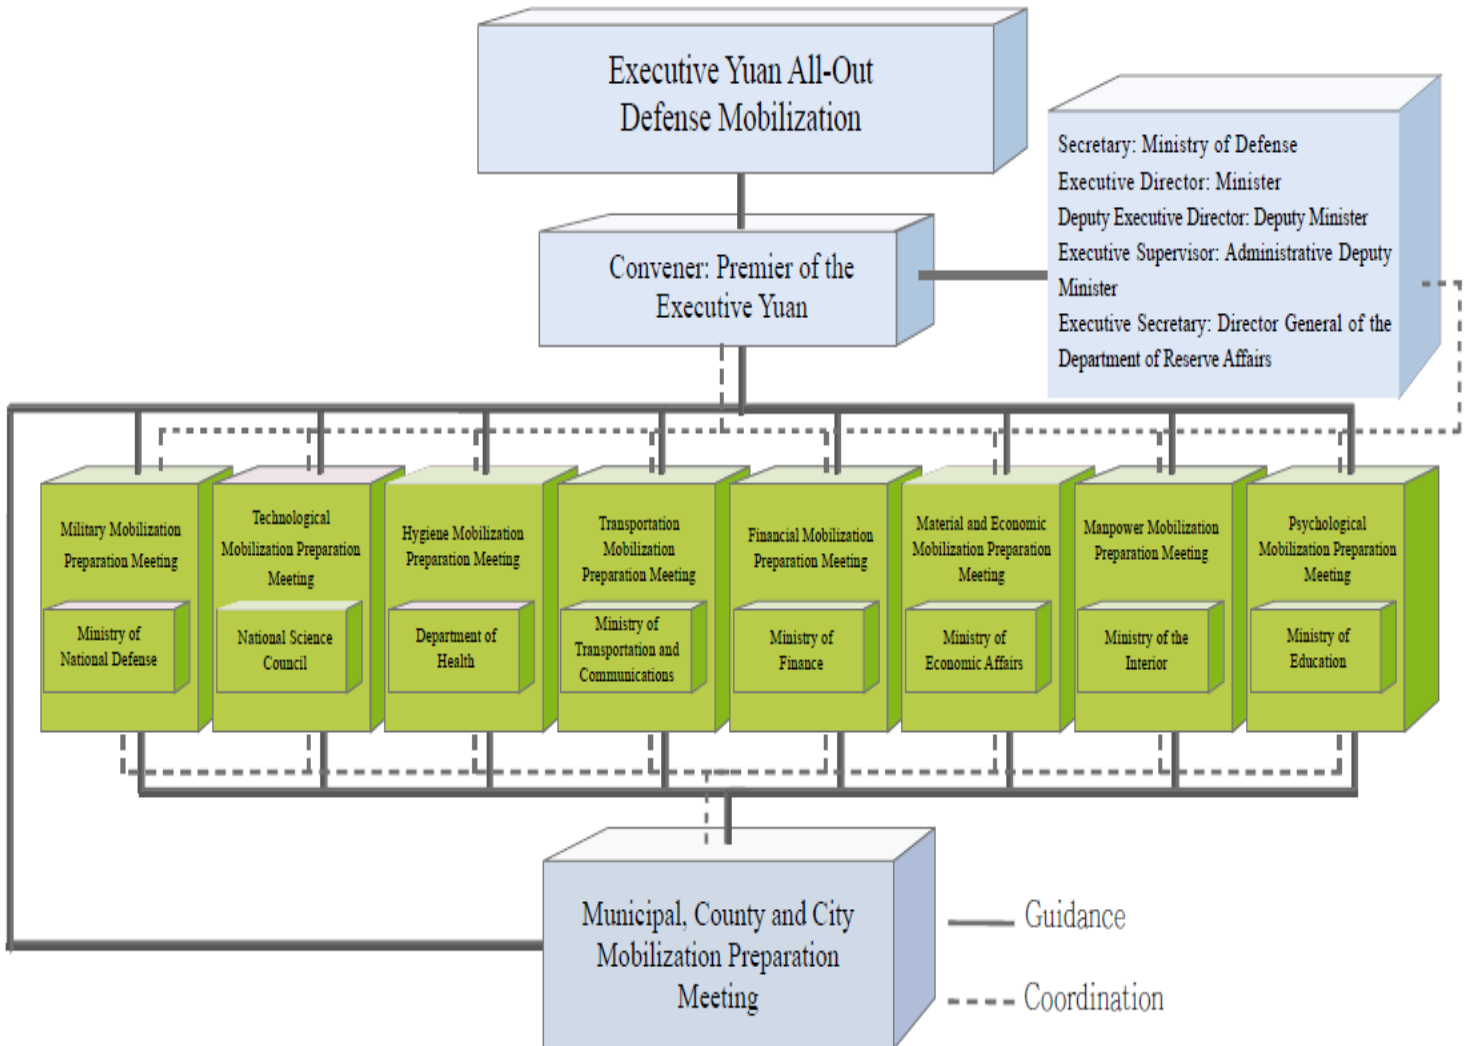 Executive Yuan All-Out
Defense Mobilization
Secretary: Ministry of Defense
Executive Director: Minister
Deputy Executive Director: Deputy Minister
Executive Supervisor: Administrative Deputy
Minister
Executive Secretary: Director General of the
Department of Reserve Affairs
Convener: Premier of the
Executive Yuan
Military Mobilization
Preparation Meeting
Ministry of
National Defense
Technological
Mobilization Preparation
Meeting
National Science
Council
Hygiene Mobilization
Preparation Meeting
Department of
Health
Transportation
Mobilization
Preparation Meeting
Ministry of
Transportation and
Communications
Financial Mobilization
Preparation Meeting
Ministry of
Finance
Material and Economic
Mobilization Preparation
Meeting
Ministry of
Economic Affairs
Manpower Mobilization
Preparation Meeting
Ministry of the
Interior
Psychological
Mobilization Preparation
Meeting
Ministry of
Education
Municipal, County and City
Mobilization Preparation
Meeting
Guidance
Coordination